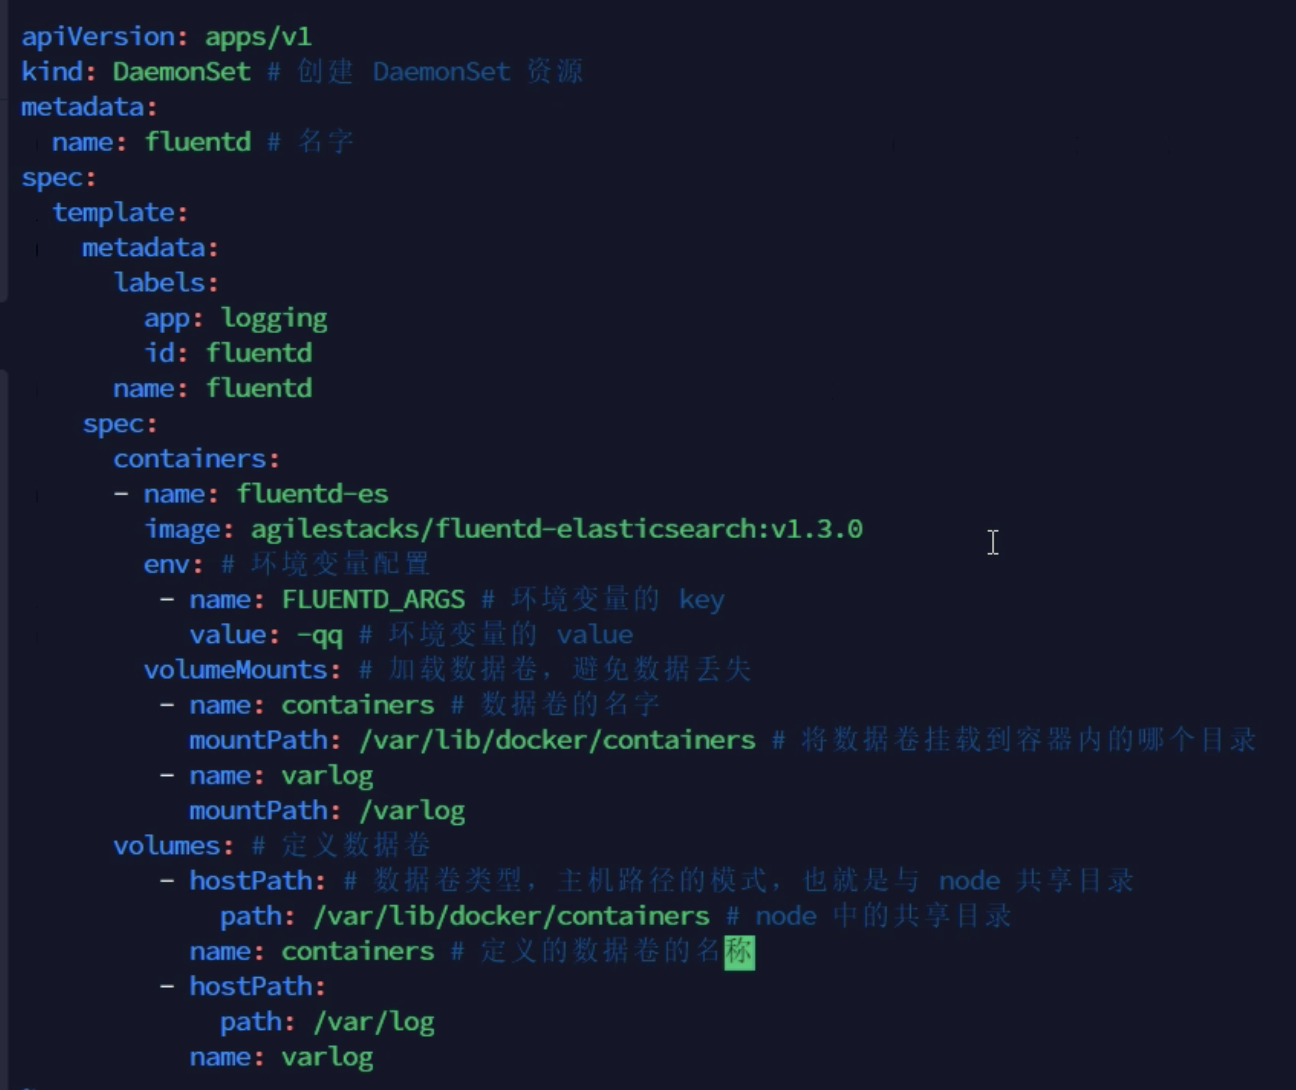 apiVersion: apps/v1
kind: DaemonSet # 创建 DaemonSet 资源
metadata:
  name: fluentd # 名字
spec:
  template:
    metadata:
      labels:
        app: logging
        id: fluentd
      name: fluentd
    spec:
      containers:
      - name: fluentd-es
        image: agilestacks/fluentd-elasticsearch:v1.3.0
        env: # 环境变量配置
         - name: FLUENTD_ARGS # 环境变量的 key
           value: -qq # 环境变量的 value
        volumeMounts: # 加载数据卷，避免数据丢失
         - name: containers # 数据卷的名字
           mountPath: /var/lib/docker/containers # 将数据卷挂载到容器内的哪个目录
         - name: varlog
           mountPath: /varlog
      volumes: # 定义数据卷
         - hostPath: # 数据卷类型，主机路径的模式，也就是与 node 共享目录
             path: /var/lib/docker/containers # node 中的共享目录
           name: containers # 定义的数据卷的名称
         - hostPath:
             path: /var/log
           name: varlog